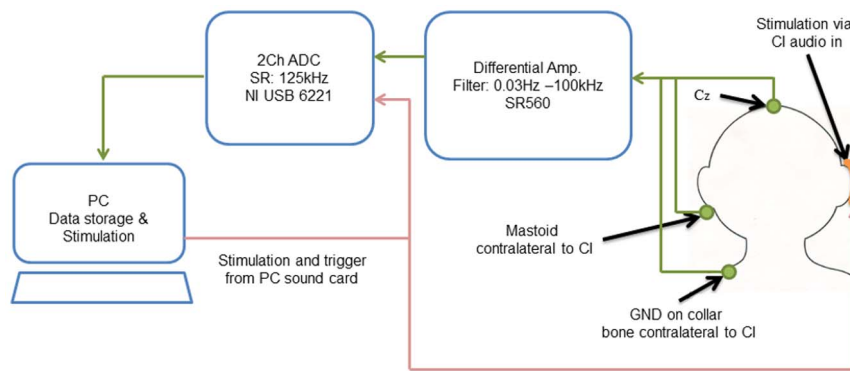 Stimulation via
CI audio in
2Ch ADC
SR: 125kHz
NI USB 6221
Differential Amp.
Filter: 0.03Hz –100kHz
SR560
Cz
PC
Data storage &
Stimulation
Mastoid
contralateral to CI
Stimulation and trigger
from PC sound card
GND on collar
bone contralateral to CI